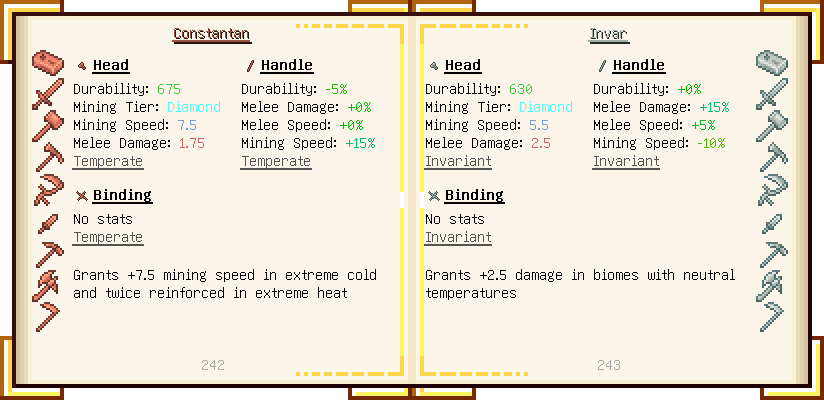 Constantan
Head
Durability: 675
Mining Tier: Diamond
Mining Speed: 7.5
Melee Damage: 1.75
Temperate
Handle
Durability: -5%
Melee Damage: +0%
Melee Speed: +0%
Mining Speed: +15%
Temperate
Binding
No stats
Temperate
Grants +7.5 mining speed in extreme cold
and twice reinforced in extreme heat
242
Invar
Head
Durability: 630
Mining Tier: Diamond
Mining Speed: 5.5
Melee Damage: 2.5
Invariant
Handle
Durability: +0%
Melee Damage: +15%
Melee Speed: +5%
Mining Speed: -10%
Invariant
Binding
No stats
Invariant
Grants +2.5 damage in biomes with neutral
temperatures
243